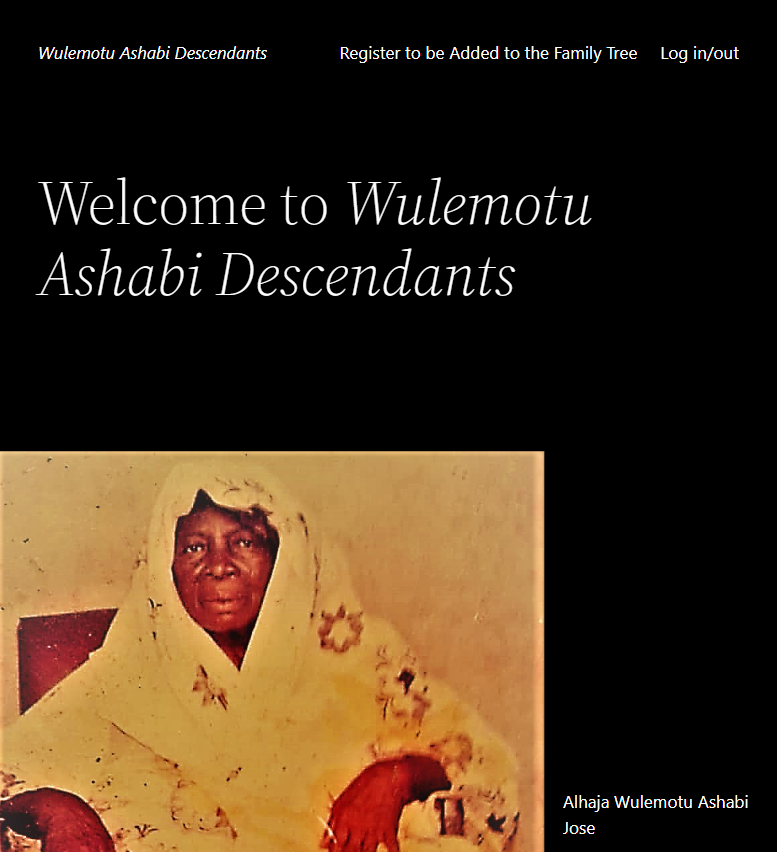 Wulemotu Ashabi Descendants
Register to be Added to the Family Tree
Log in/out
Welcome to Wulemotu
Ashabi Descendants
Alhaja Wulemotu Ashabi
Jose